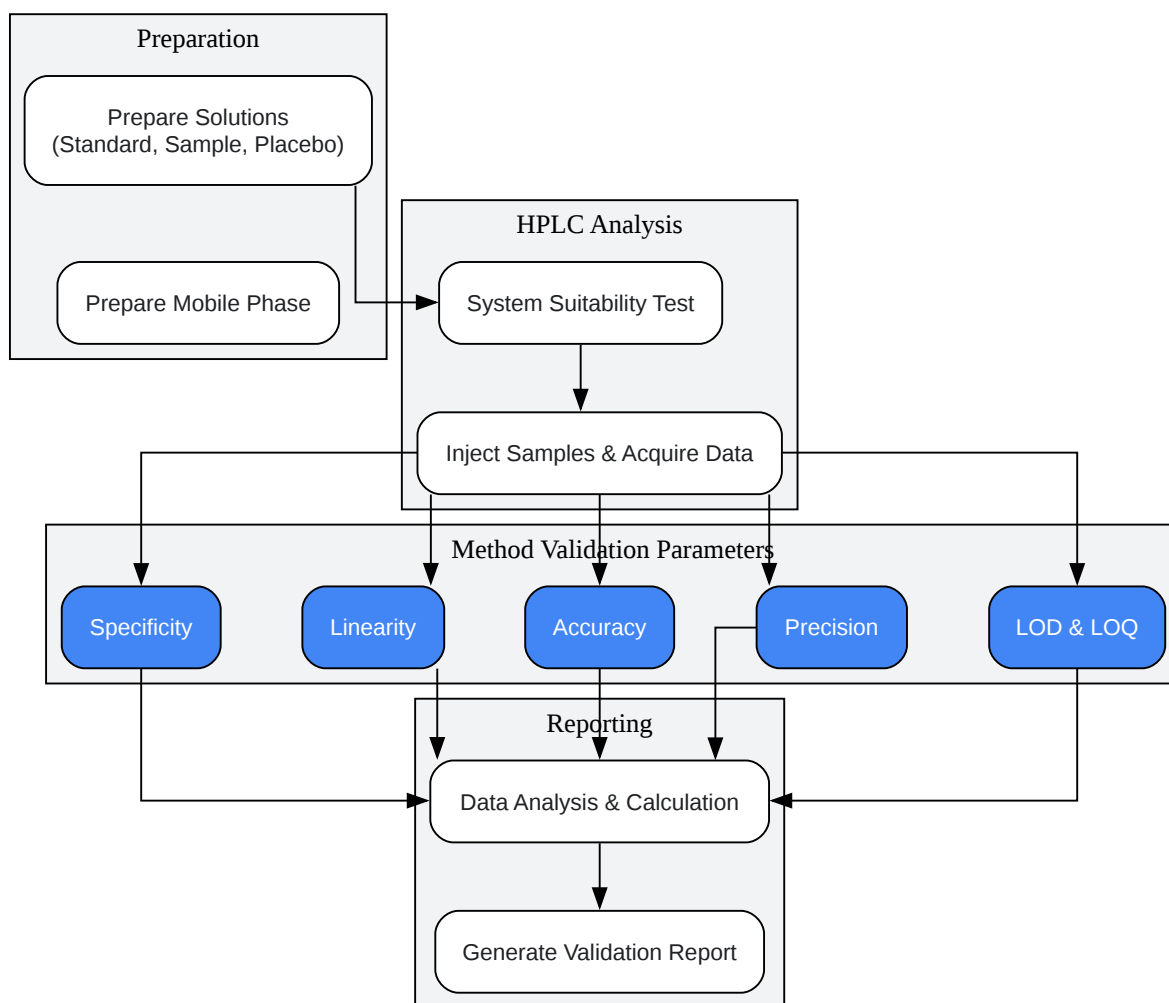 Preparation
Prepare Solutions
(Standard, Sample, Placebo)
Prepare Mobile Phase
HPLC Analysis
System Suitability Test
Inject Samples & Acquire Data
Method Validation Parameters
Specificity
Linearity
Accuracy
Precision
LOD & LOQ
Reporting
Data Analysis & Calculation
Generate Validation Report